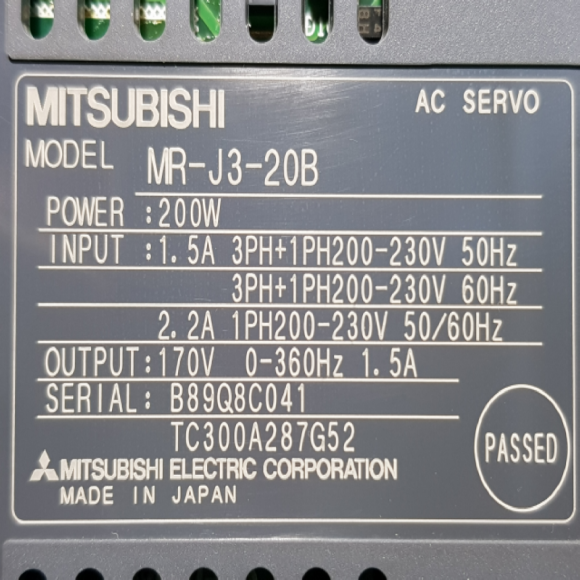 MITSUBISHI AC SERVO
MODEL MR-J3-20B
POWER :200W
INPUT :1.5A 3PH+1PH200-230V 50Hz
3PH+1PH200-230V 60Hz
2.2A 1PH200-230V 50/60Hz
OUTPUT:170V 0-360Hz 1.5A
SERIAL: B89Q8C041
TC300A287G52
PASSED
MITSUBISHI ELECTRIC CORPORATION
MADE IN JAPAN